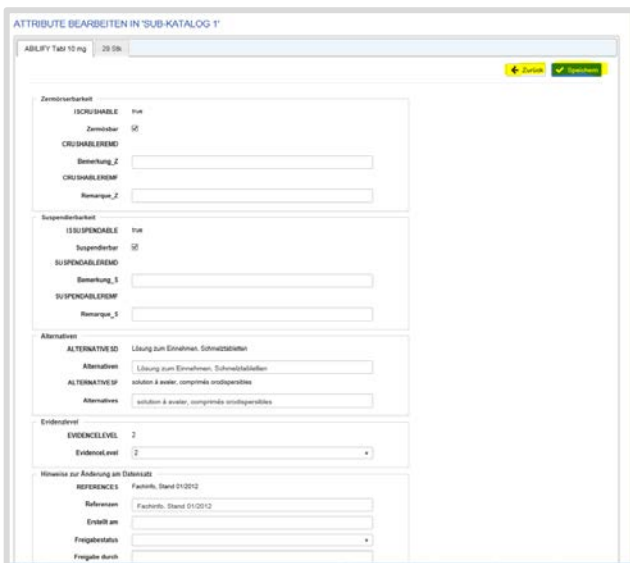 ATTRIBUTE BEARBEITEN IN 'SUB-KATALOG 1'
ABILIFY Tabl 10 mg 28 Stk
Zurück Speichern
Zermörserbarkeit
ISCRUSHABLE true
Zermösbar
CRUSHABLEREMD
Bemerkung_Z
CRUSHABLEREMF
Remarque_Z
Suspendierbarkeit
ISSUSPENDABLE true
Suspendierbar
SUSPENDABLEREMD
Bemerkung_S
SUSPENDABLEREMF
Remarque_S
Alternativen
ALTERNATIVESD Lösung zum Einnehmen, Schmelztabletten
Alternativen Lösung zum Einnehmen, Schmelztabletten
ALTERNATIVESF solution à avaler, comprimés orodispersibles
Alternatives solution à avaler, comprimés orodispersibles
Evidenzlevel
EVIDENCELEVEL 2
EvidenceLevel 2
Hinweise zur Änderung am Datensatz
REFERENCES Fachinfo, Stand 01/2012
Referenzen Fachinfo, Stand 01/2012
Erstellt am
Freigabestatus
Freigabe durch